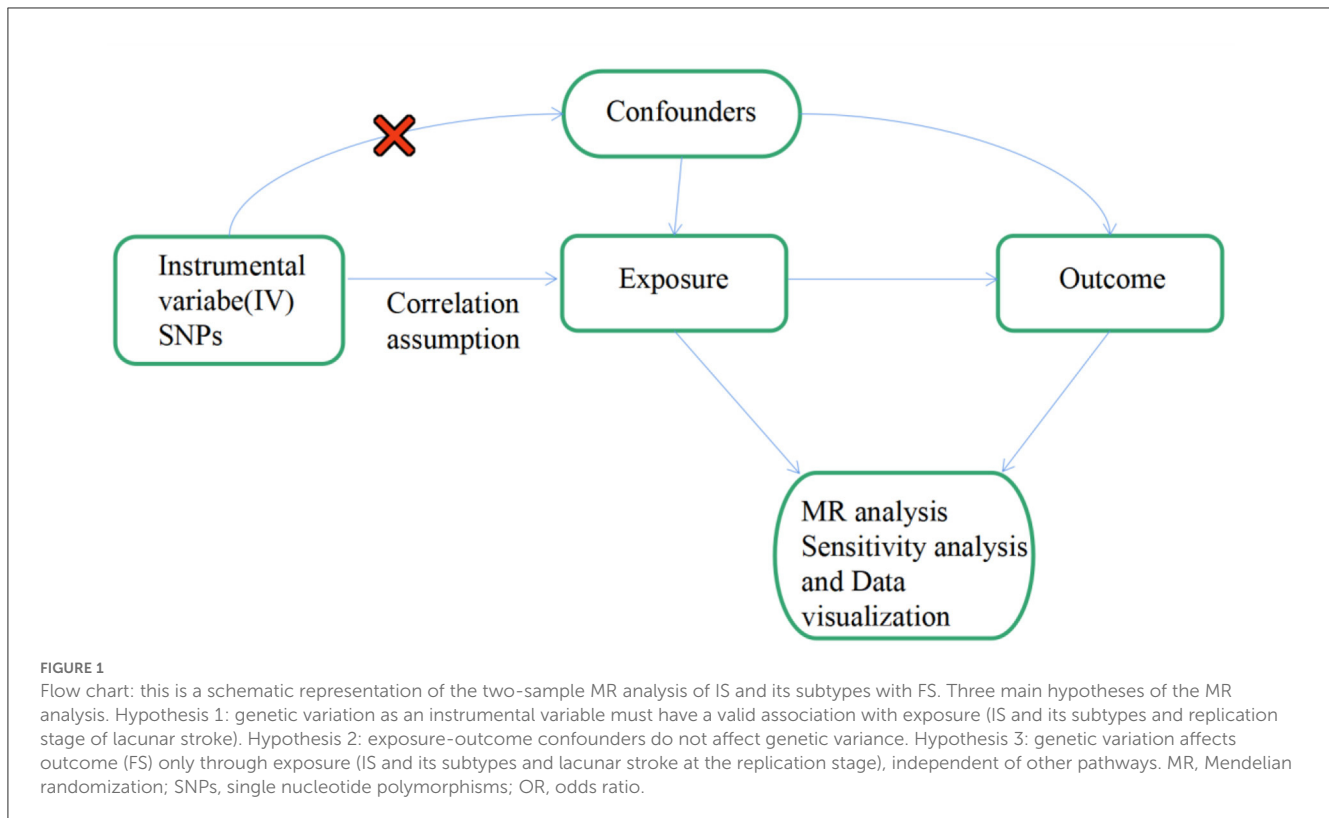 Confounders
Instrumental
variabe(IV)
SNPs
Correlation
assumption
Exposure
Outcome
MR analysis
Sensitivity analysis
and Data
visualization
FIGURE 1
Flow chart: this is a schematic representation of the two-sample MR analysis of IS and its subtypes with FS. Three main hypotheses of the MR
analysis. Hypothesis 1: genetic variation as an instrumental variable must have a valid association with exposure (IS and its subtypes and replication
stage of lacunar stroke). Hypothesis 2: exposure-outcome confounders do not affect genetic variance. Hypothesis 3: genetic variation affects
outcome (FS) only through exposure (IS and its subtypes and lacunar stroke at the replication stage), independent of other pathways. MR, Mendelian
randomization; SNPs, single nucleotide polymorphisms; OR, odds ratio.